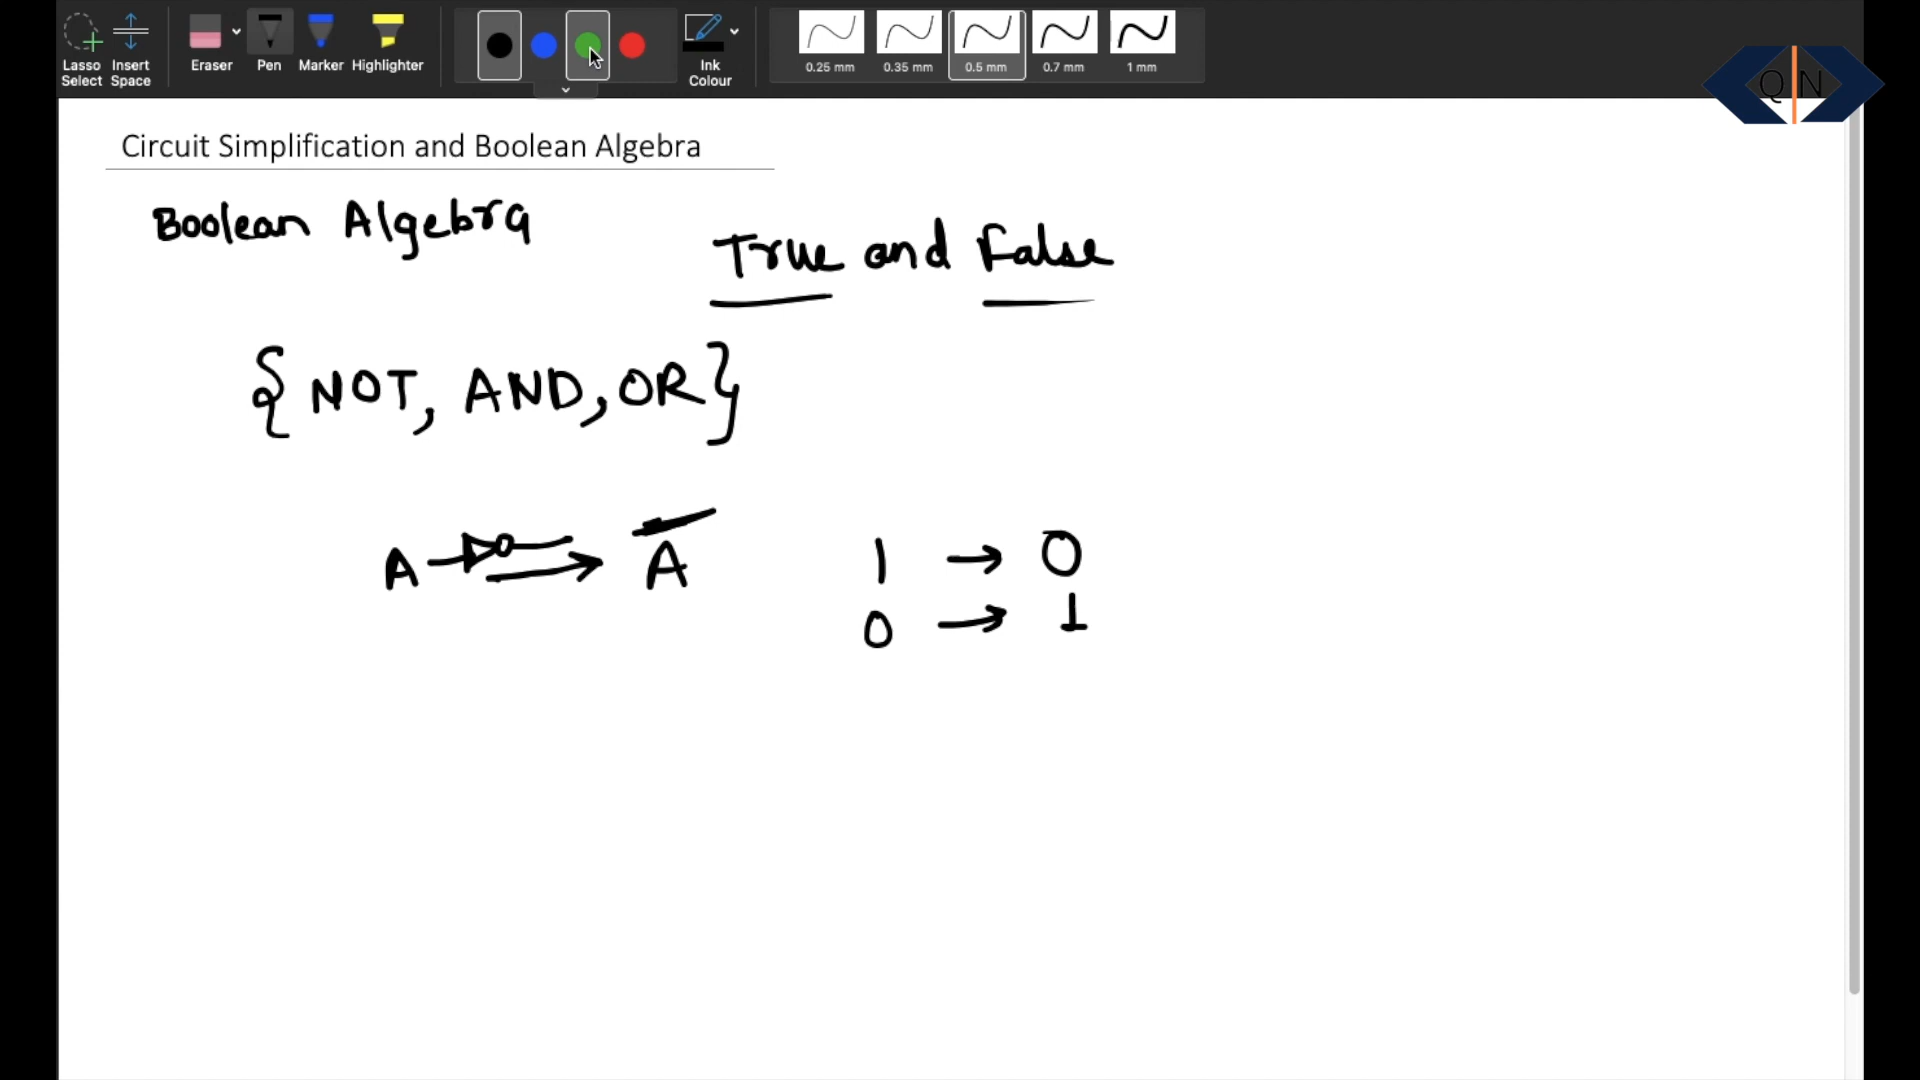 Lasso Select
Insert Space
Eraser
Pen
Marker
Highlighter
Ink Colour
0.25 mm
0.35 mm
0.5 mm
0.7 mm
1 mm
Q N
Circuit Simplification and Boolean Algebra
Boolean Algebra
True and False
{ NOT, AND, OR }
A → A̅
1 → 0
0 → 1